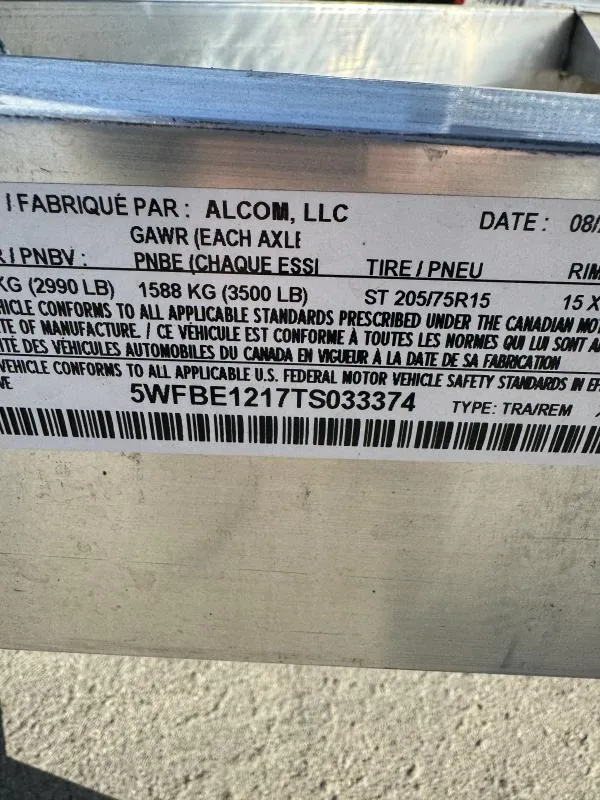 / FABRIQUÉ PAR : ALCOM, LLC DATE : 08/
GAWR (EACH AXLE
/ PNBV : PNBE (CHAQUE ESSI TIRE / PNEU RIM
KG (2990 LB) 1588 KG (3500 LB) ST 205/75R15 15 X
HICLE CONFORMS TO ALL APPLICABLE STANDARDS PRESCRIBED UNDER THE CANADIAN MO
TE OF MANUFACTURE. / CE VÉHICULE EST CONFORME À TOUTES LES NORMES QUI LUI SONT A
ITÉ DES VÉHICULES AUTOMOBILES DU CANADA EN VIGUEUR À LA DATE DE SA FABRICATION
VEHICLE CONFORMS TO ALL APPLICABLE U.S. FEDERAL MOTOR VEHICLE SAFETY STANDARDS IN EF
VE 5WFBE1217TS033374 TYPE: TRA/REM